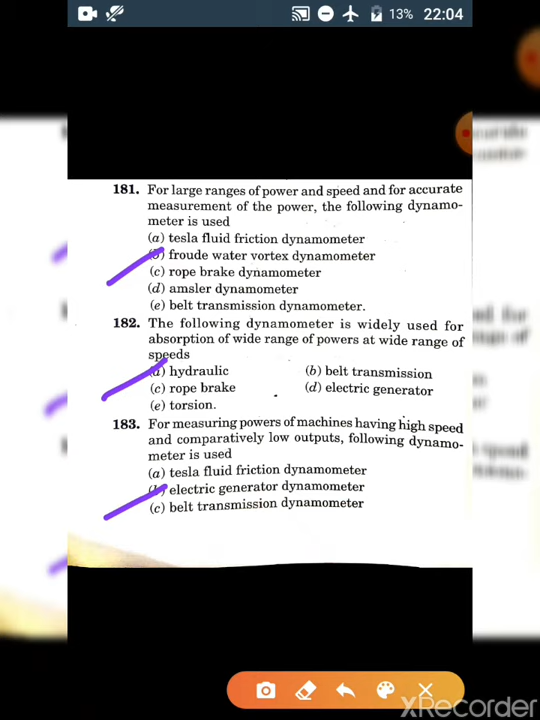 13% 22:04
181. For large ranges of power and speed and for accurate
measurement of the power, the following dynamo-
meter is used
(a) tesla fluid friction dynamometer
(b) froude water vortex dynamometer
(c) rope brake dynamometer
(d) amsler dynamometer
(e) belt transmission dynamometer.
182. The following dynamometer is widely used for
absorption of wide range of powers at wide range of
speeds
(a) hydraulic (b) belt transmission
(c) rope brake (d) electric generator
(e) torsion.
183. For measuring powers of machines having high speed
and comparatively low outputs, following dynamo-
meter is used
(a) tesla fluid friction dynamometer
(b) electric generator dynamometer
(c) belt transmission dynamometer
XRecorder